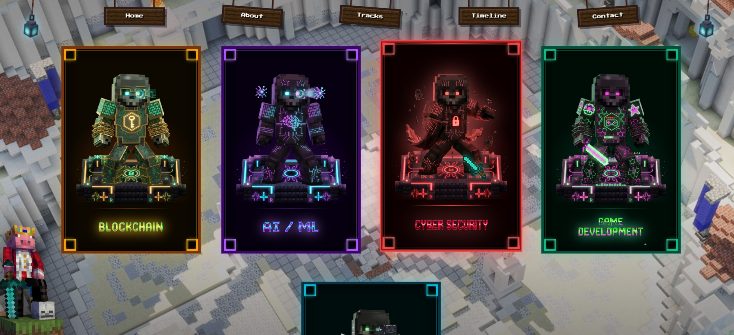 Home
About
Tracks
Timeline
Contact
BLOCKCHAIN
AI / ML
CYBER SECURITY
GAME
DEVELOPMENT